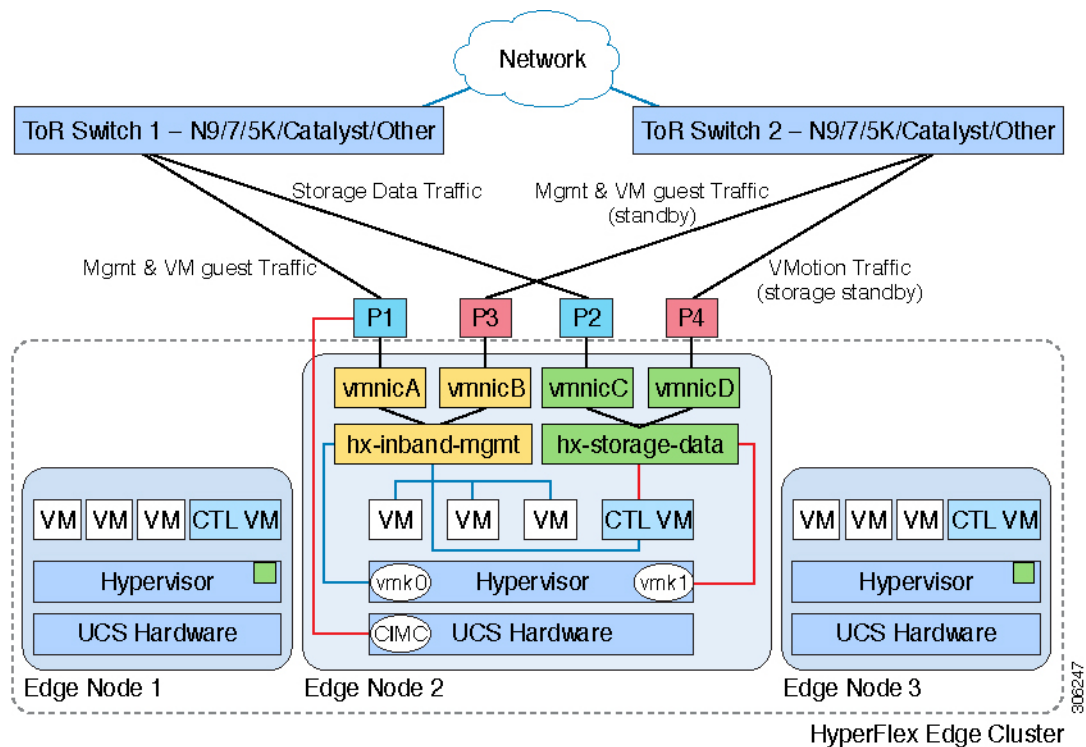 Network
ToR Switch 1 – N9/7/5K/Catalyst/Other
ToR Switch 2 – N9/7/5K/Catalyst/Other
Storage Data Traffic
Mgmt & VM guest Traffic
(standby)
Mgmt & VM guest Traffic
VMotion Traffic
(storage standby)
P1
P3
P2
P4
vmnicA
vmnicB
vmnicC
vmnicD
hx-inband-mgmt
hx-storage-data
VM
VM
VM
CTL VM
Hypervisor
UCS Hardware
Edge Node 1
VM
VM
VM
CTL VM
vmk0
Hypervisor
vmk1
CIMC
UCS Hardware
Edge Node 2
VM
VM
VM
CTL VM
Hypervisor
UCS Hardware
Edge Node 3
306247
HyperFlex Edge Cluster